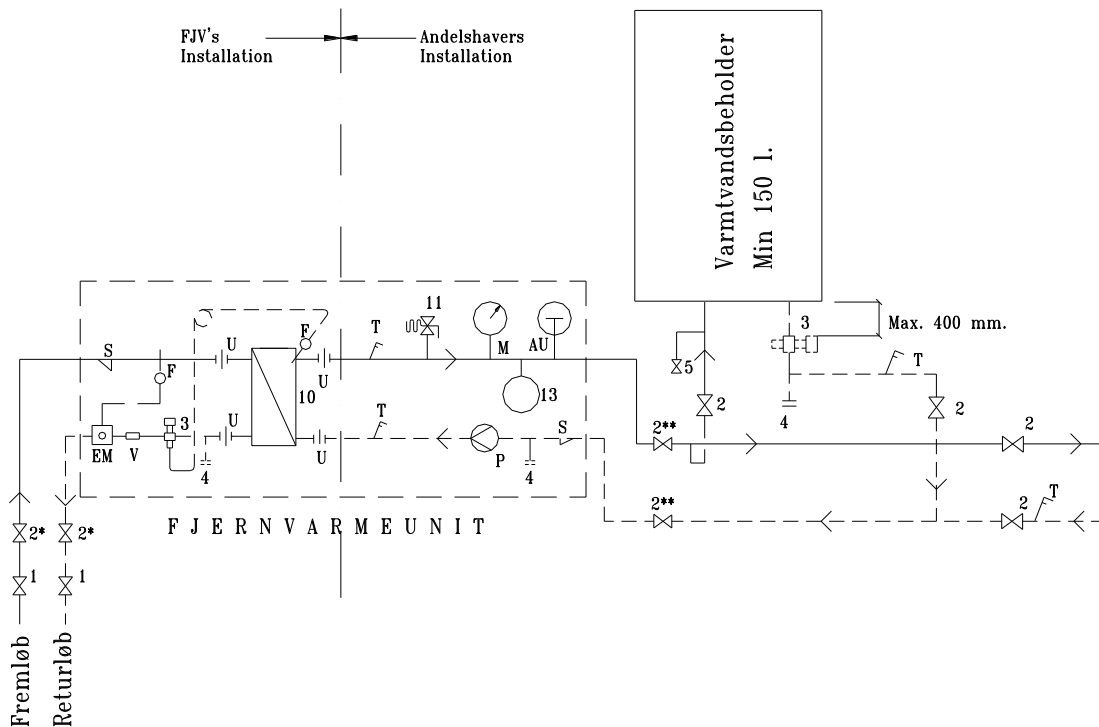 FJV's
Installation
Andelshavers
Installation
Varmtvandsbeholder
Min 150 l.
Max. 400 mm.
3
T
4
5
2
2
11
T
M
AU
13
S
F
U
F
U
10
3
U
U
T
EM
V
4
P
4
S
2**
2
2**
2
T
F J E R N V A R M E U N I T
2*
2*
1
1
Fremløb
Returløb